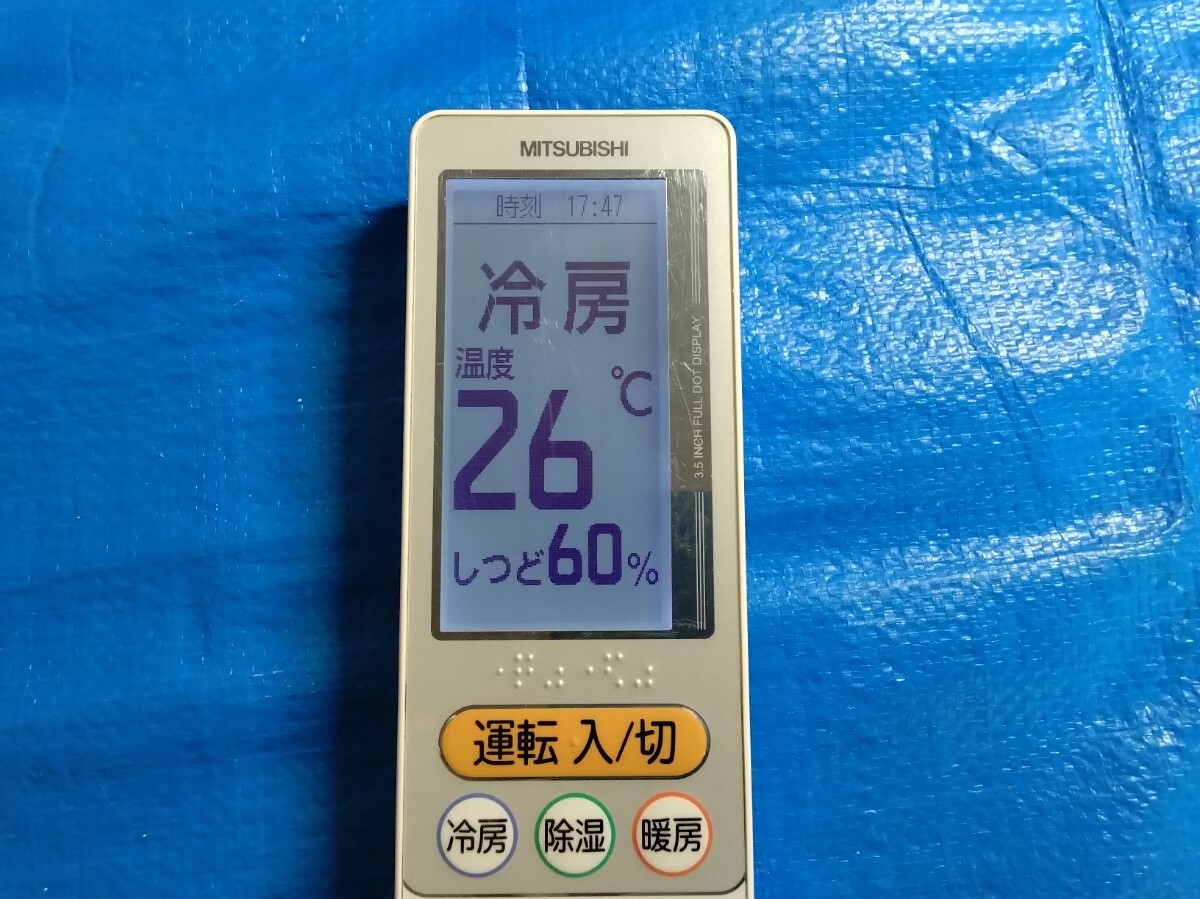 MITSUBISHI
時刻 17:47
冷房
温度
26℃
しつど60%
3.5 INCH FULL DOT DISPLAY
運転 入/切
冷房 除湿 暖房